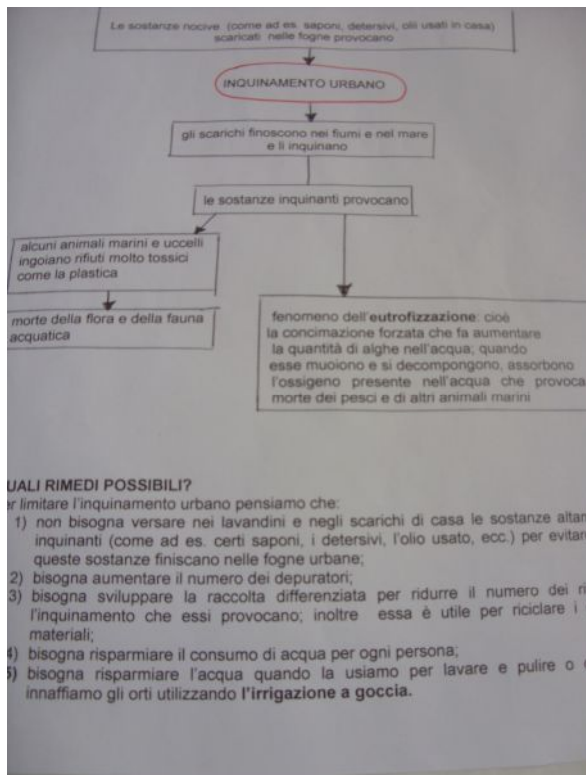 Le sostanze nocive (come ad es. saponi, detersivi, olii usati in casa)
scaricati nelle fogne provocano
INQUINAMENTO URBANO
gli scarichi finoscono nei fiumi e nel mare
e li inquinano
le sostanze inquinanti provocano
alcuni animali marini e uccelli
ingoiano rifiuti molto tossici
come la plastica
morte della flora e della fauna
acquatica
fenomeno dell'eutrofizzazione: cioè
la concimazione forzata che fa aumentare
la quantità di alghe nell'acqua; quando
esse muoiono e si decompongono, assorbono
l'ossigeno presente nell'acqua che provoca
morte dei pesci e di altri animali marini
UALI RIMEDI POSSIBILI?
er limitare l'inquinamento urbano pensiamo che:
1) non bisogna versare nei lavandini e negli scarichi di casa le sostanze altam
inquinanti (come ad es. certi saponi, i detersivi, l'olio usato, ecc.) per evitare
queste sostanze finiscano nelle fogne urbane;
2) bisogna aumentare il numero dei depuratori;
3) bisogna sviluppare la raccolta differenziata per ridurre il numero dei ri
l'inquinamento che essi provocano; inoltre essa è utile per riciclare i
materiali;
4) bisogna risparmiare il consumo di acqua per ogni persona;
5) bisogna risparmiare l'acqua quando la usiamo per lavare e pulire o
innaffiamo gli orti utilizzando l'irrigazione a goccia.